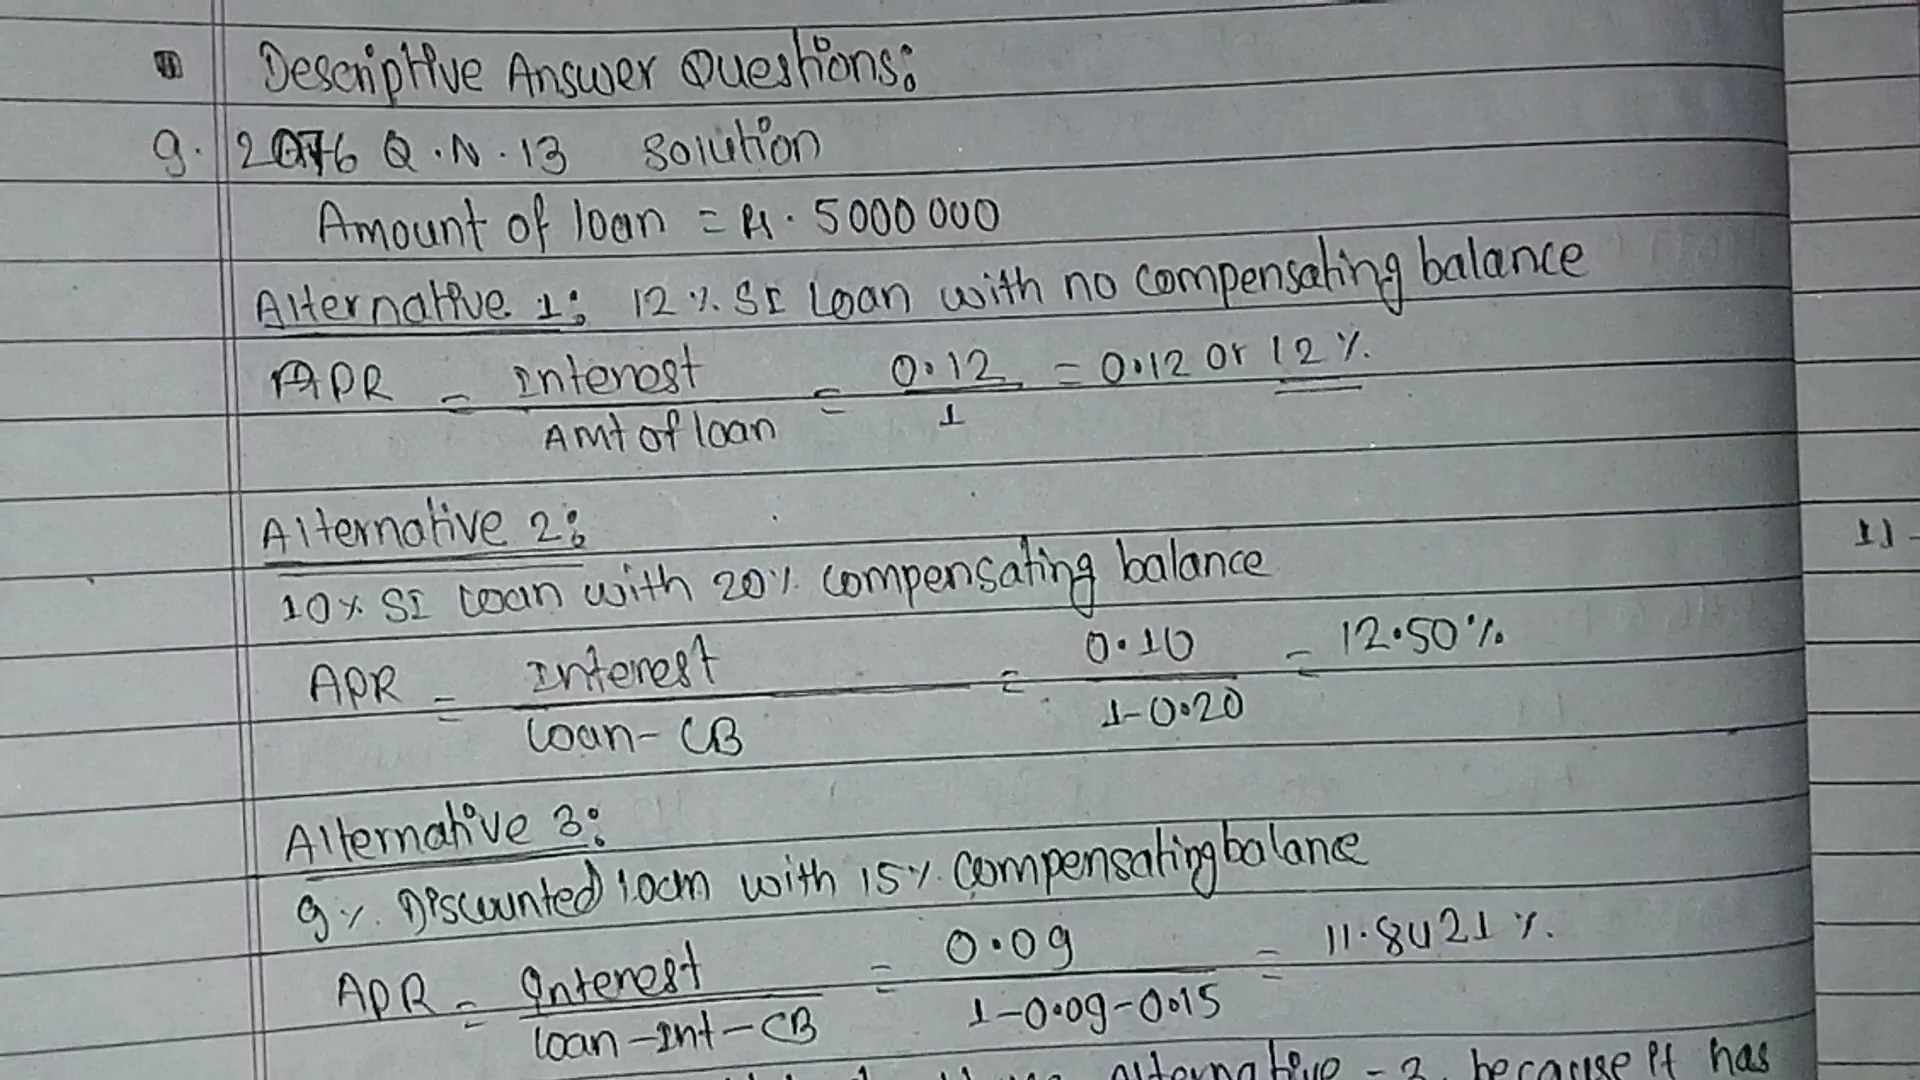 Descriptive Answer Questions:
9. 2076 Q.N.13 Solution
Amount of loan = Rs. 5000000
Alternative 1: 12% SI Loan with no compensating balance
APR = Interest / Amt of loan = 0.12 / 1 = 0.12 or 12%
Alternative 2:
10% SI Loan with 20% compensating balance
APR = Interest / Loan - CB = 0.10 / 1-0.20 = 12.50%
Alternative 3:
9% Discounted loan with 15% compensating balance
APR = Interest / loan - Int - CB = 0.09 / 1-0.09-0.15 = 11.8421%
alternative - 3, because it has
11-